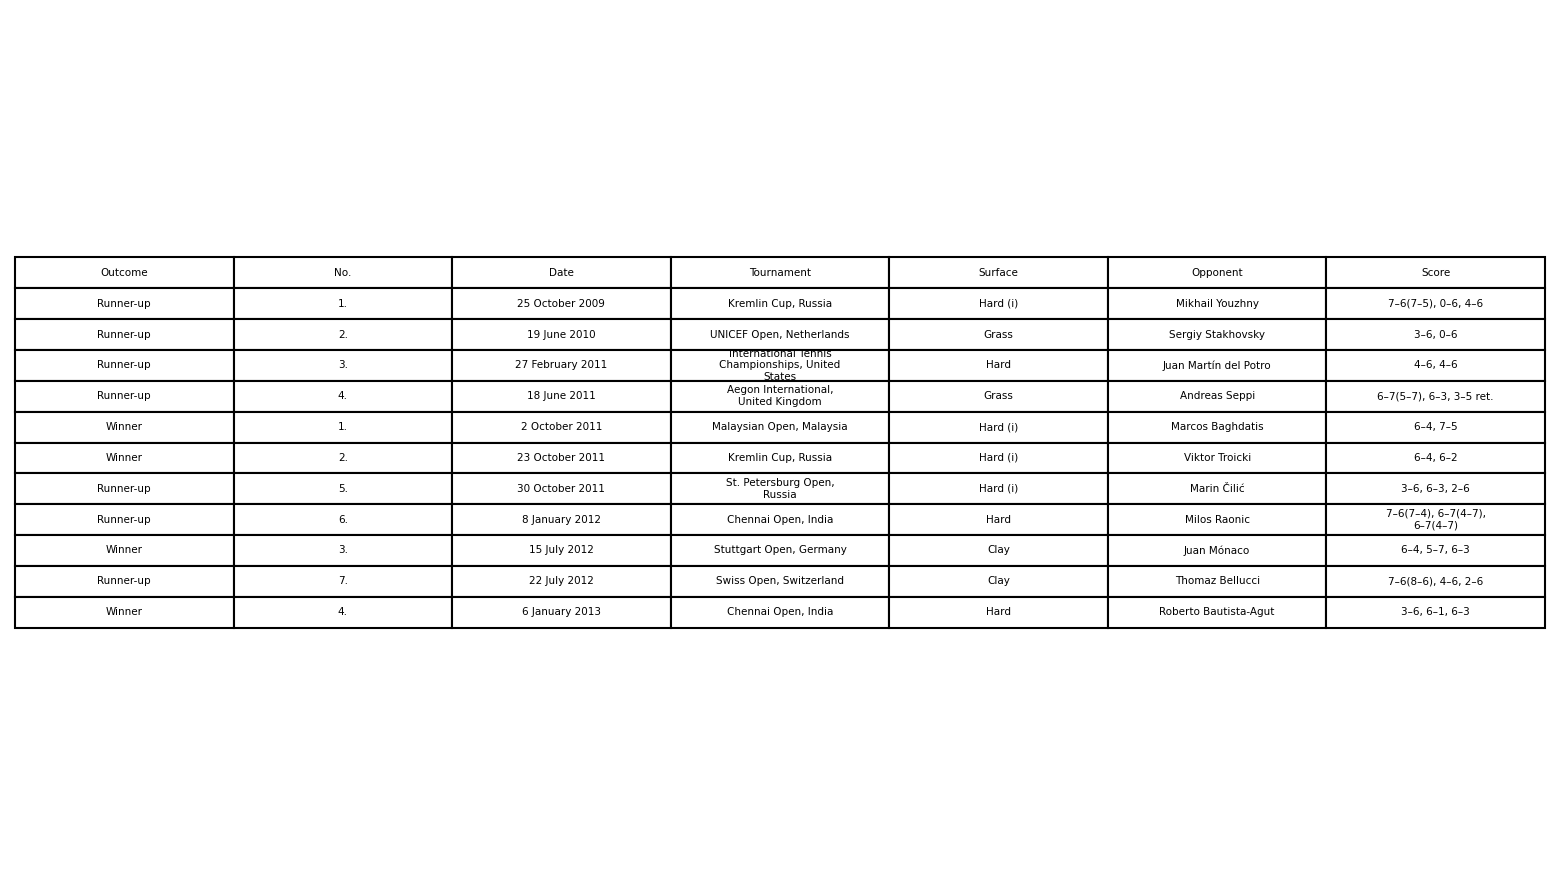 Outcome No. Date Tournament Surface Opponent Score
Runner-up 1. 25 October 2009 Kremlin Cup, Russia Hard (i) Mikhail Youzhny 7–6(7–5), 0–6, 4–6
Runner-up 2. 19 June 2010 UNICEF Open, Netherlands Grass Sergiy Stakhovsky 3–6, 0–6
International Tennis
Runner-up 3. 27 February 2011 Championships, United Hard Juan Martín del Potro 4–6, 4–6
States
Runner-up 4. 18 June 2011 Aegon International, Grass Andreas Seppi 6–7(5–7), 6–3, 3–5 ret.
United Kingdom
Winner 1. 2 October 2011 Malaysian Open, Malaysia Hard (i) Marcos Baghdatis 6–4, 7–5
Winner 2. 23 October 2011 Kremlin Cup, Russia Hard (i) Viktor Troicki 6–4, 6–2
Runner-up 5. 30 October 2011 St. Petersburg Open, Hard (i) Marin Čilić 3–6, 6–3, 2–6
Russia
Runner-up 6. 8 January 2012 Chennai Open, India Hard Milos Raonic 7–6(7–4), 6–7(4–7),
6–7(4–7)
Winner 3. 15 July 2012 Stuttgart Open, Germany Clay Juan Mónaco 6–4, 5–7, 6–3
Runner-up 7. 22 July 2012 Swiss Open, Switzerland Clay Thomaz Bellucci 7–6(8–6), 4–6, 2–6
Winner 4. 6 January 2013 Chennai Open, India Hard Roberto Bautista-Agut 3–6, 6–1, 6–3